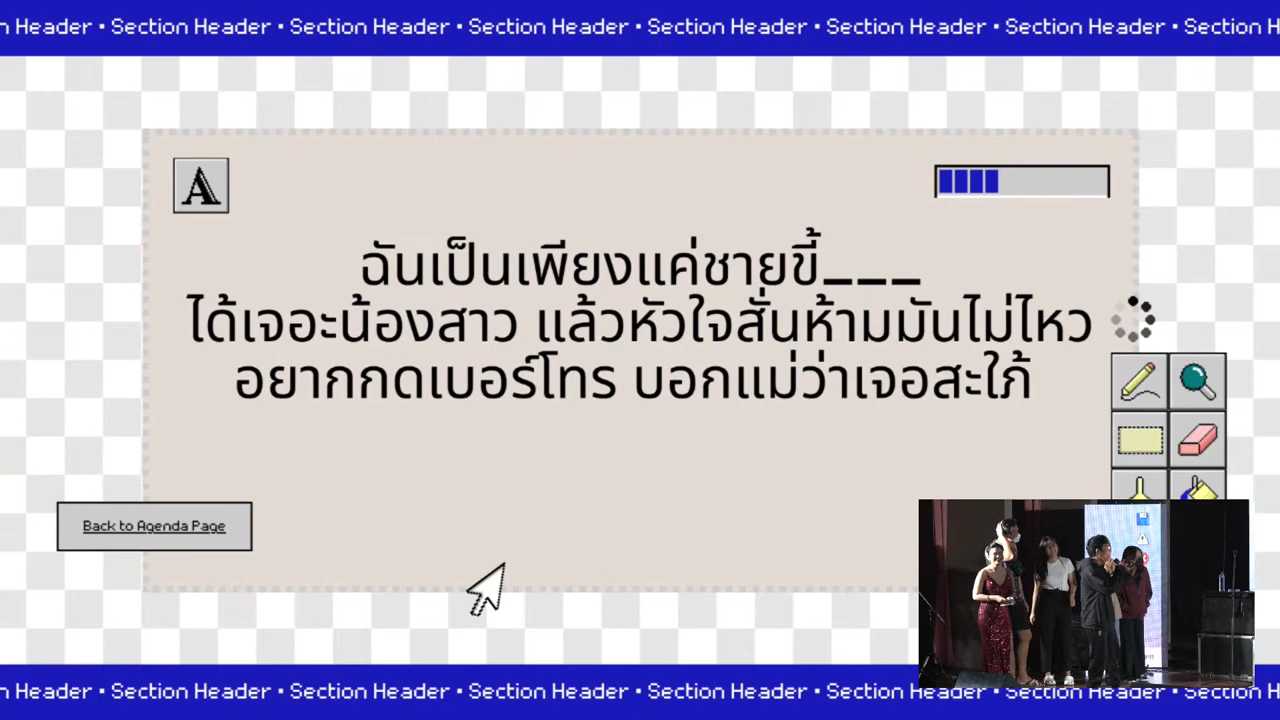 n Header • Section Header • Section Header • Section Header • Section Header • Section Header • Section Header • Section H
A
ฉันเป็นเพียงแค่ชายขี้___
ได้เจอะน้องสาว แล้วหัวใจสั่นห้ามมันไม่ไหว
อยากกดเบอร์โทร บอกแม่ว่าเจอสะใภ้
Back to Agenda Page
n Header • Section Header • Section Header • Section Header • Section Header • Section Header • Section Header • Section H